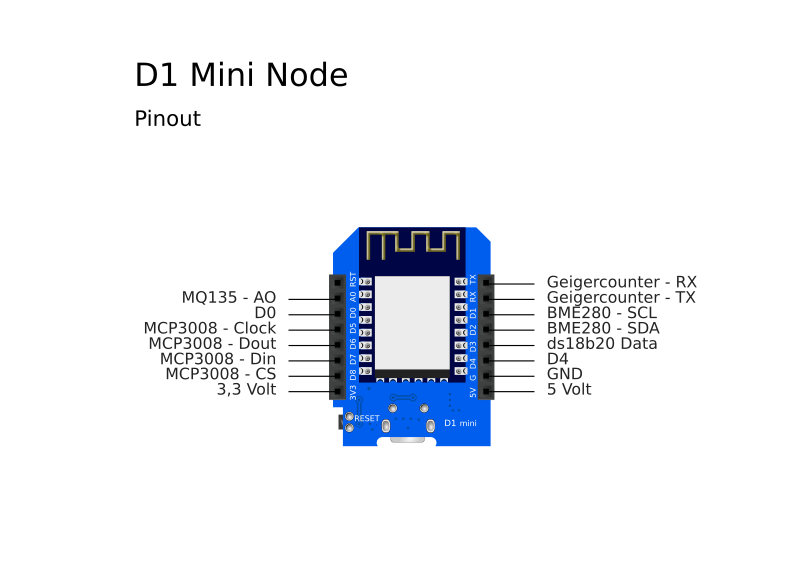 D1 Mini Node
Pinout
MQ135 - AO
D0
MCP3008 - Clock
MCP3008 - Dout
MCP3008 - Din
MCP3008 - CS
3,3 Volt
RST
A0
D0
D5
D6
D7
D8
3V3
TX
RX
D1
D2
D3
D4
G
5V
RESET
D1 mini
Geigercounter - RX
Geigercounter - TX
BME280 - SCL
BME280 - SDA
ds18b20 Data
D4
GND
5 Volt